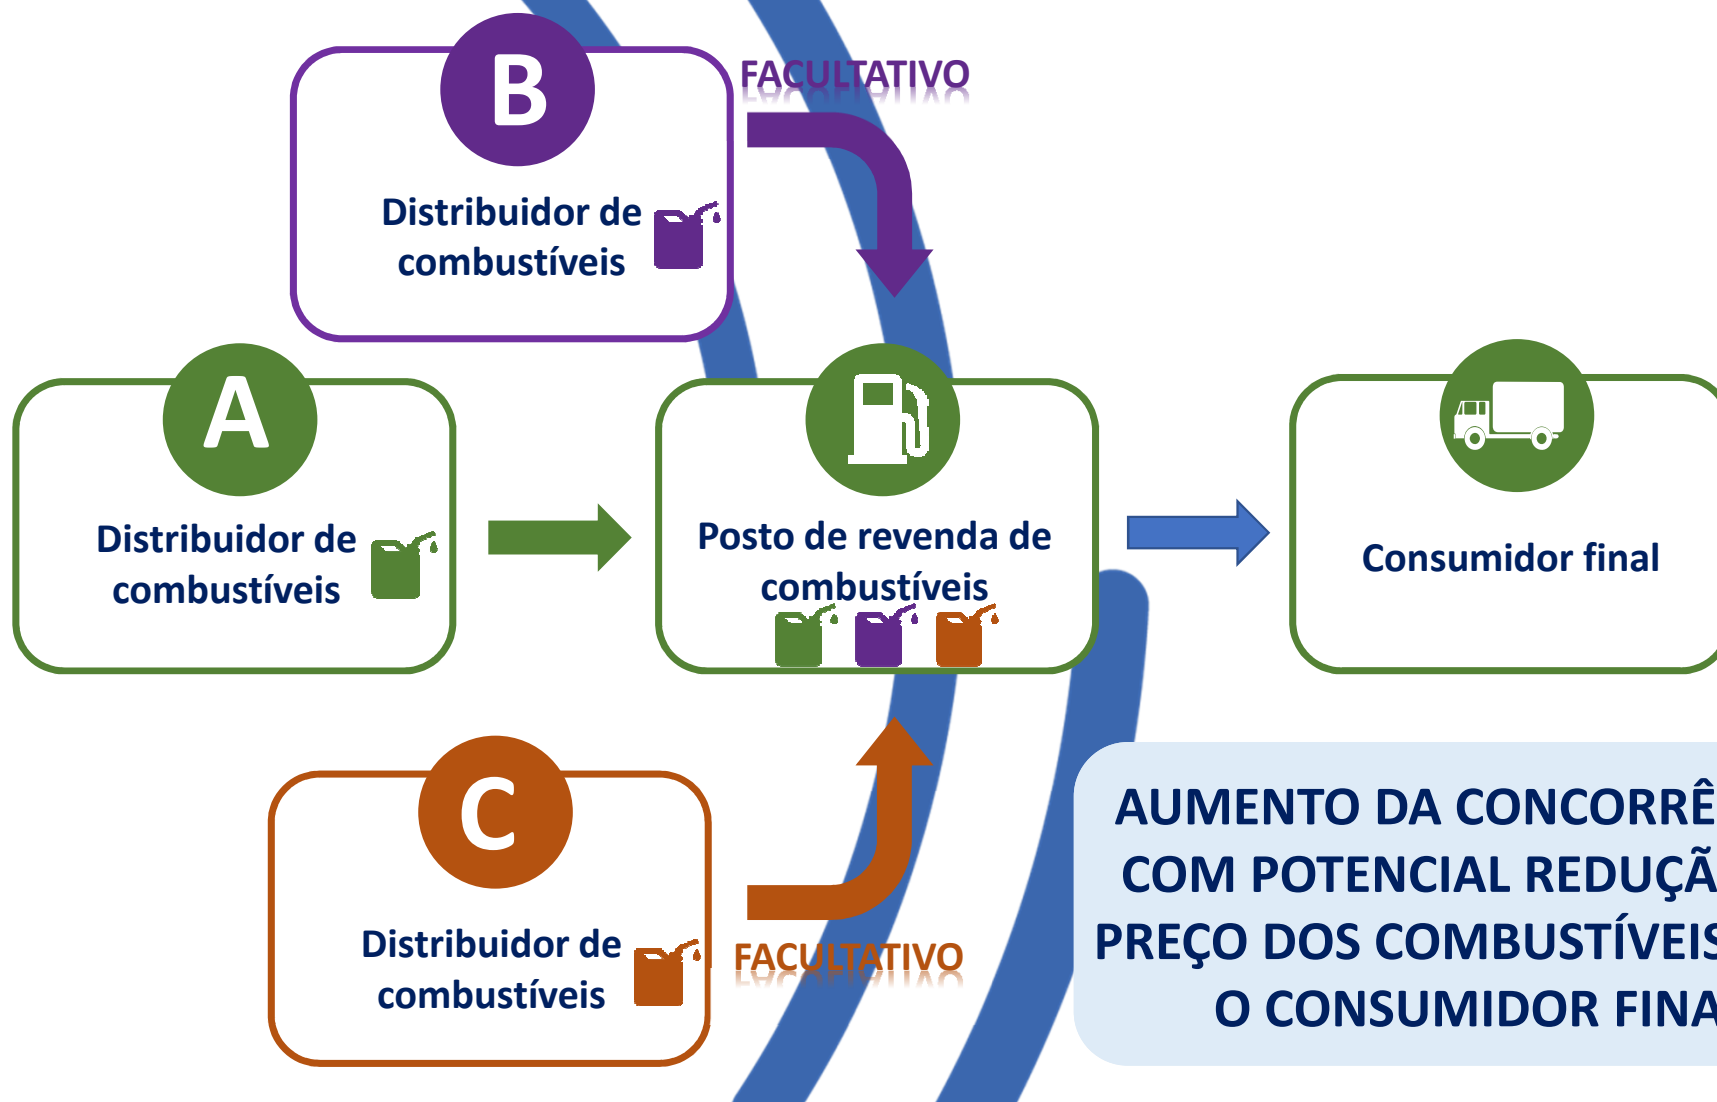 B
FACULTATIVO
Distribuidor de
combustíveis
A
Distribuidor de
combustíveis
Posto de revenda de
combustíveis
Consumidor final
C
Distribuidor de
combustíveis
FACULTATIVO
AUMENTO DA CONCORRÊ
COM POTENCIAL REDUÇÃ
PREÇO DOS COMBUSTÍVEIS
O CONSUMIDOR FINA